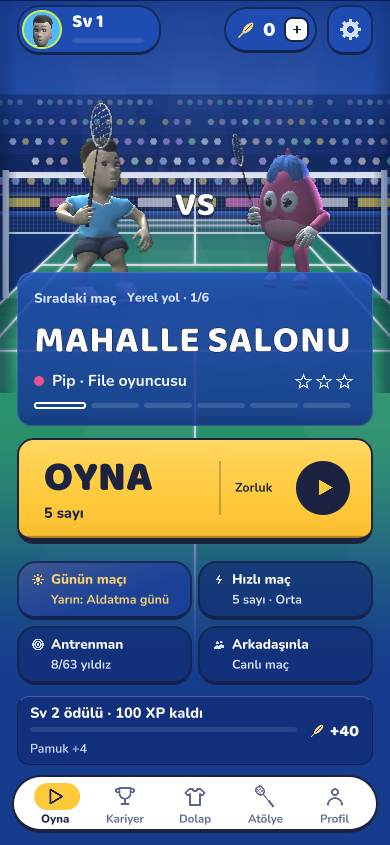 Sv 1
0
+
VS
Sıradaki maç Yerel yol · 1/6
MAHALLE SALONU
Pip · File oyuncusu
OYNA
5 sayı
Zorluk
Günün maçı
Yarın: Aldatma günü
Hızlı maç
5 sayı · Orta
Antrenman
8/63 yıldız
Arkadaşınla
Canlı maç
Sv 2 ödülü · 100 XP kaldı
+40
Pamuk +4
Oyna
Kariyer
Dolap
Atölye
Profil